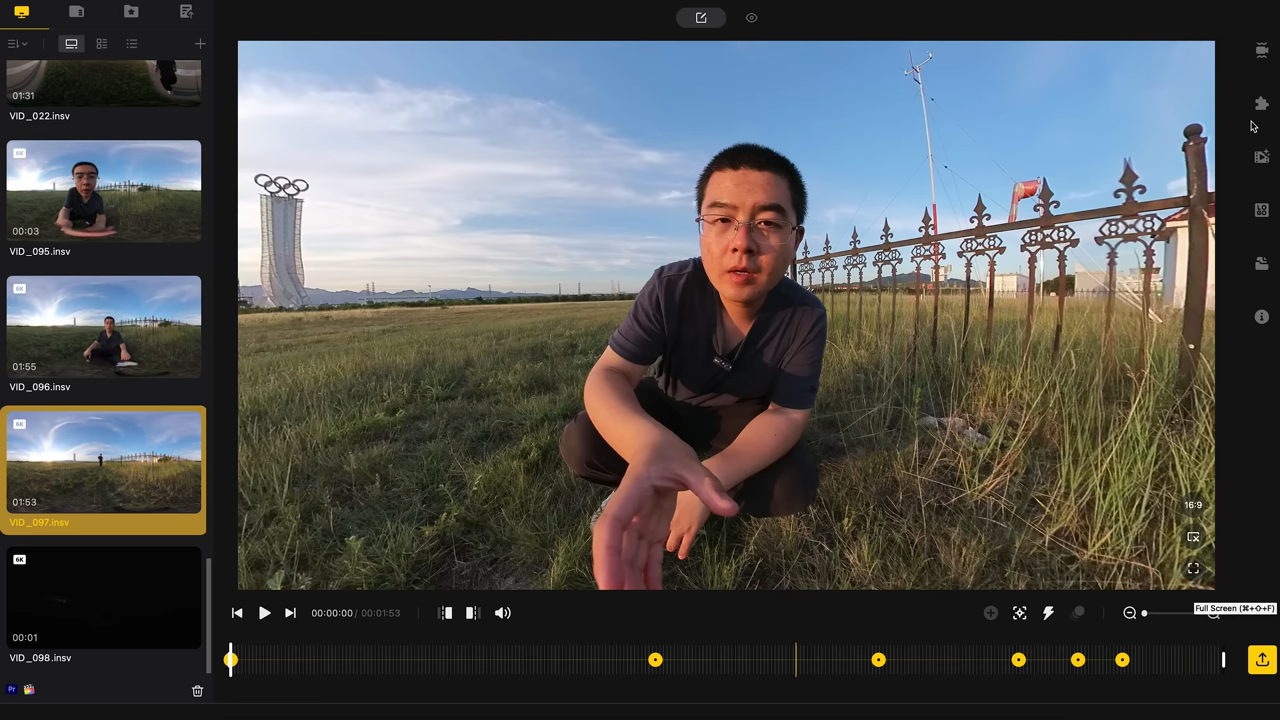 01:31
VID_022.insv
6K
00:03
VID_095.insv
6K
01:55
VID_096.insv
6K
01:53
VID_097.insv
6K
00:01
VID_098.insv
Pr
16:9
00:00:00 / 00:01:53
Full Screen (⌘+⇧+F)